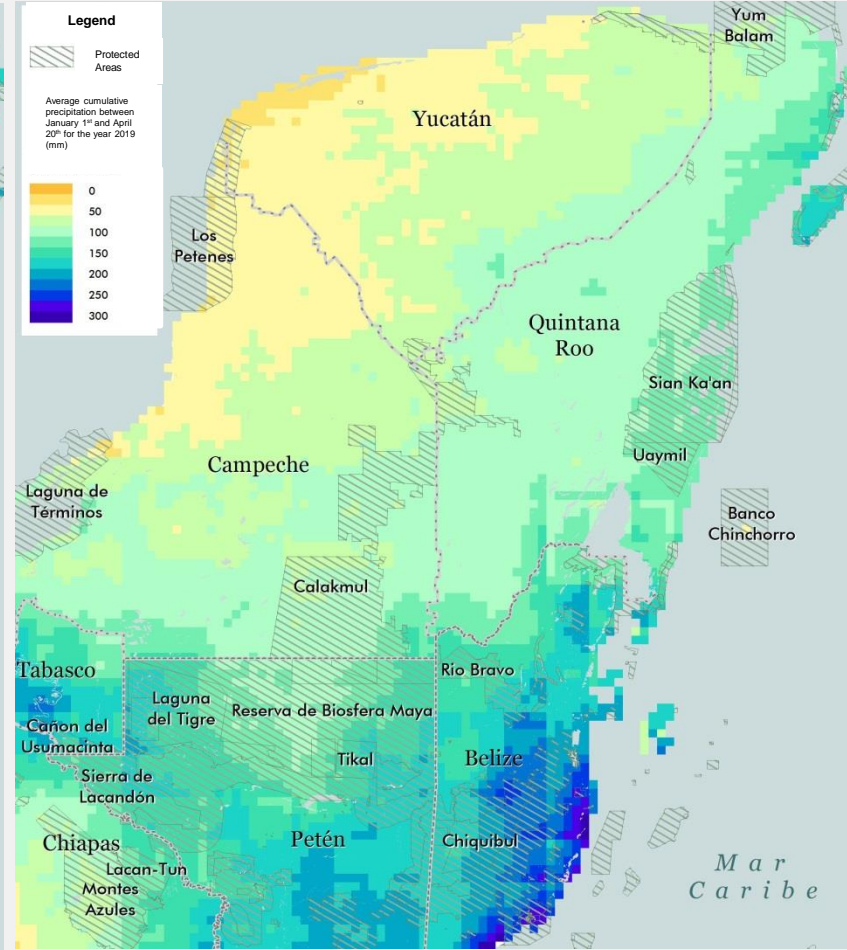 Legend
Protected
Areas
Average cumulative
precipitation between
January 1st and April
20th for the year 2019
(mm)
0
50
100
150
200
250
300
Yum
Balam
Yucatán
Los
Petenes
Quintana
Roo
Sian Ka'an
Uaymil
Campeche
Laguna de
Términos
Banco
Chinchorro
Calakmul
Tabasco
Rio Bravo
Laguna
del Tigre
Reserva de Biosfera Maya
Cañon del
Usumacinta
Tikal
Belize
Sierra de
Lacandón
Chiapas
Petén
Chiquibul
Lacan-Tun
Montes
Azules
Mar
Caribe